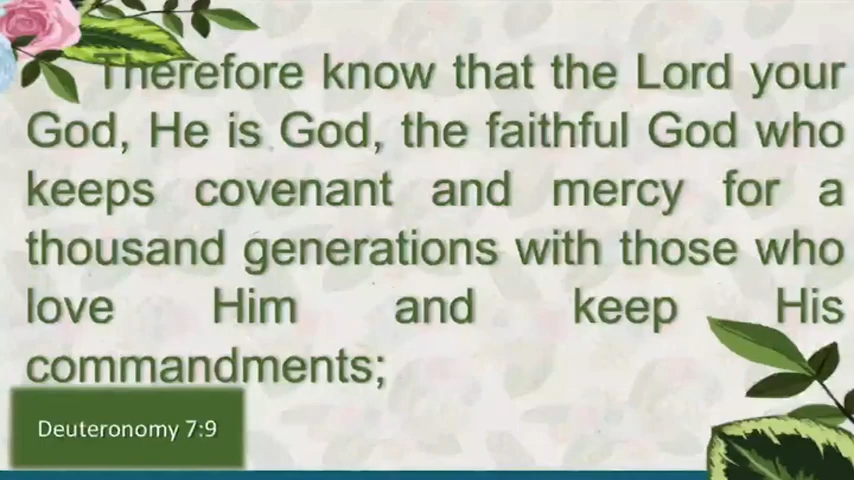 Therefore know that the Lord your
God, He is God, the faithful God who
keeps covenant and mercy for a
thousand generations with those who
love Him and keep His
commandments;
Deuteronomy 7:9